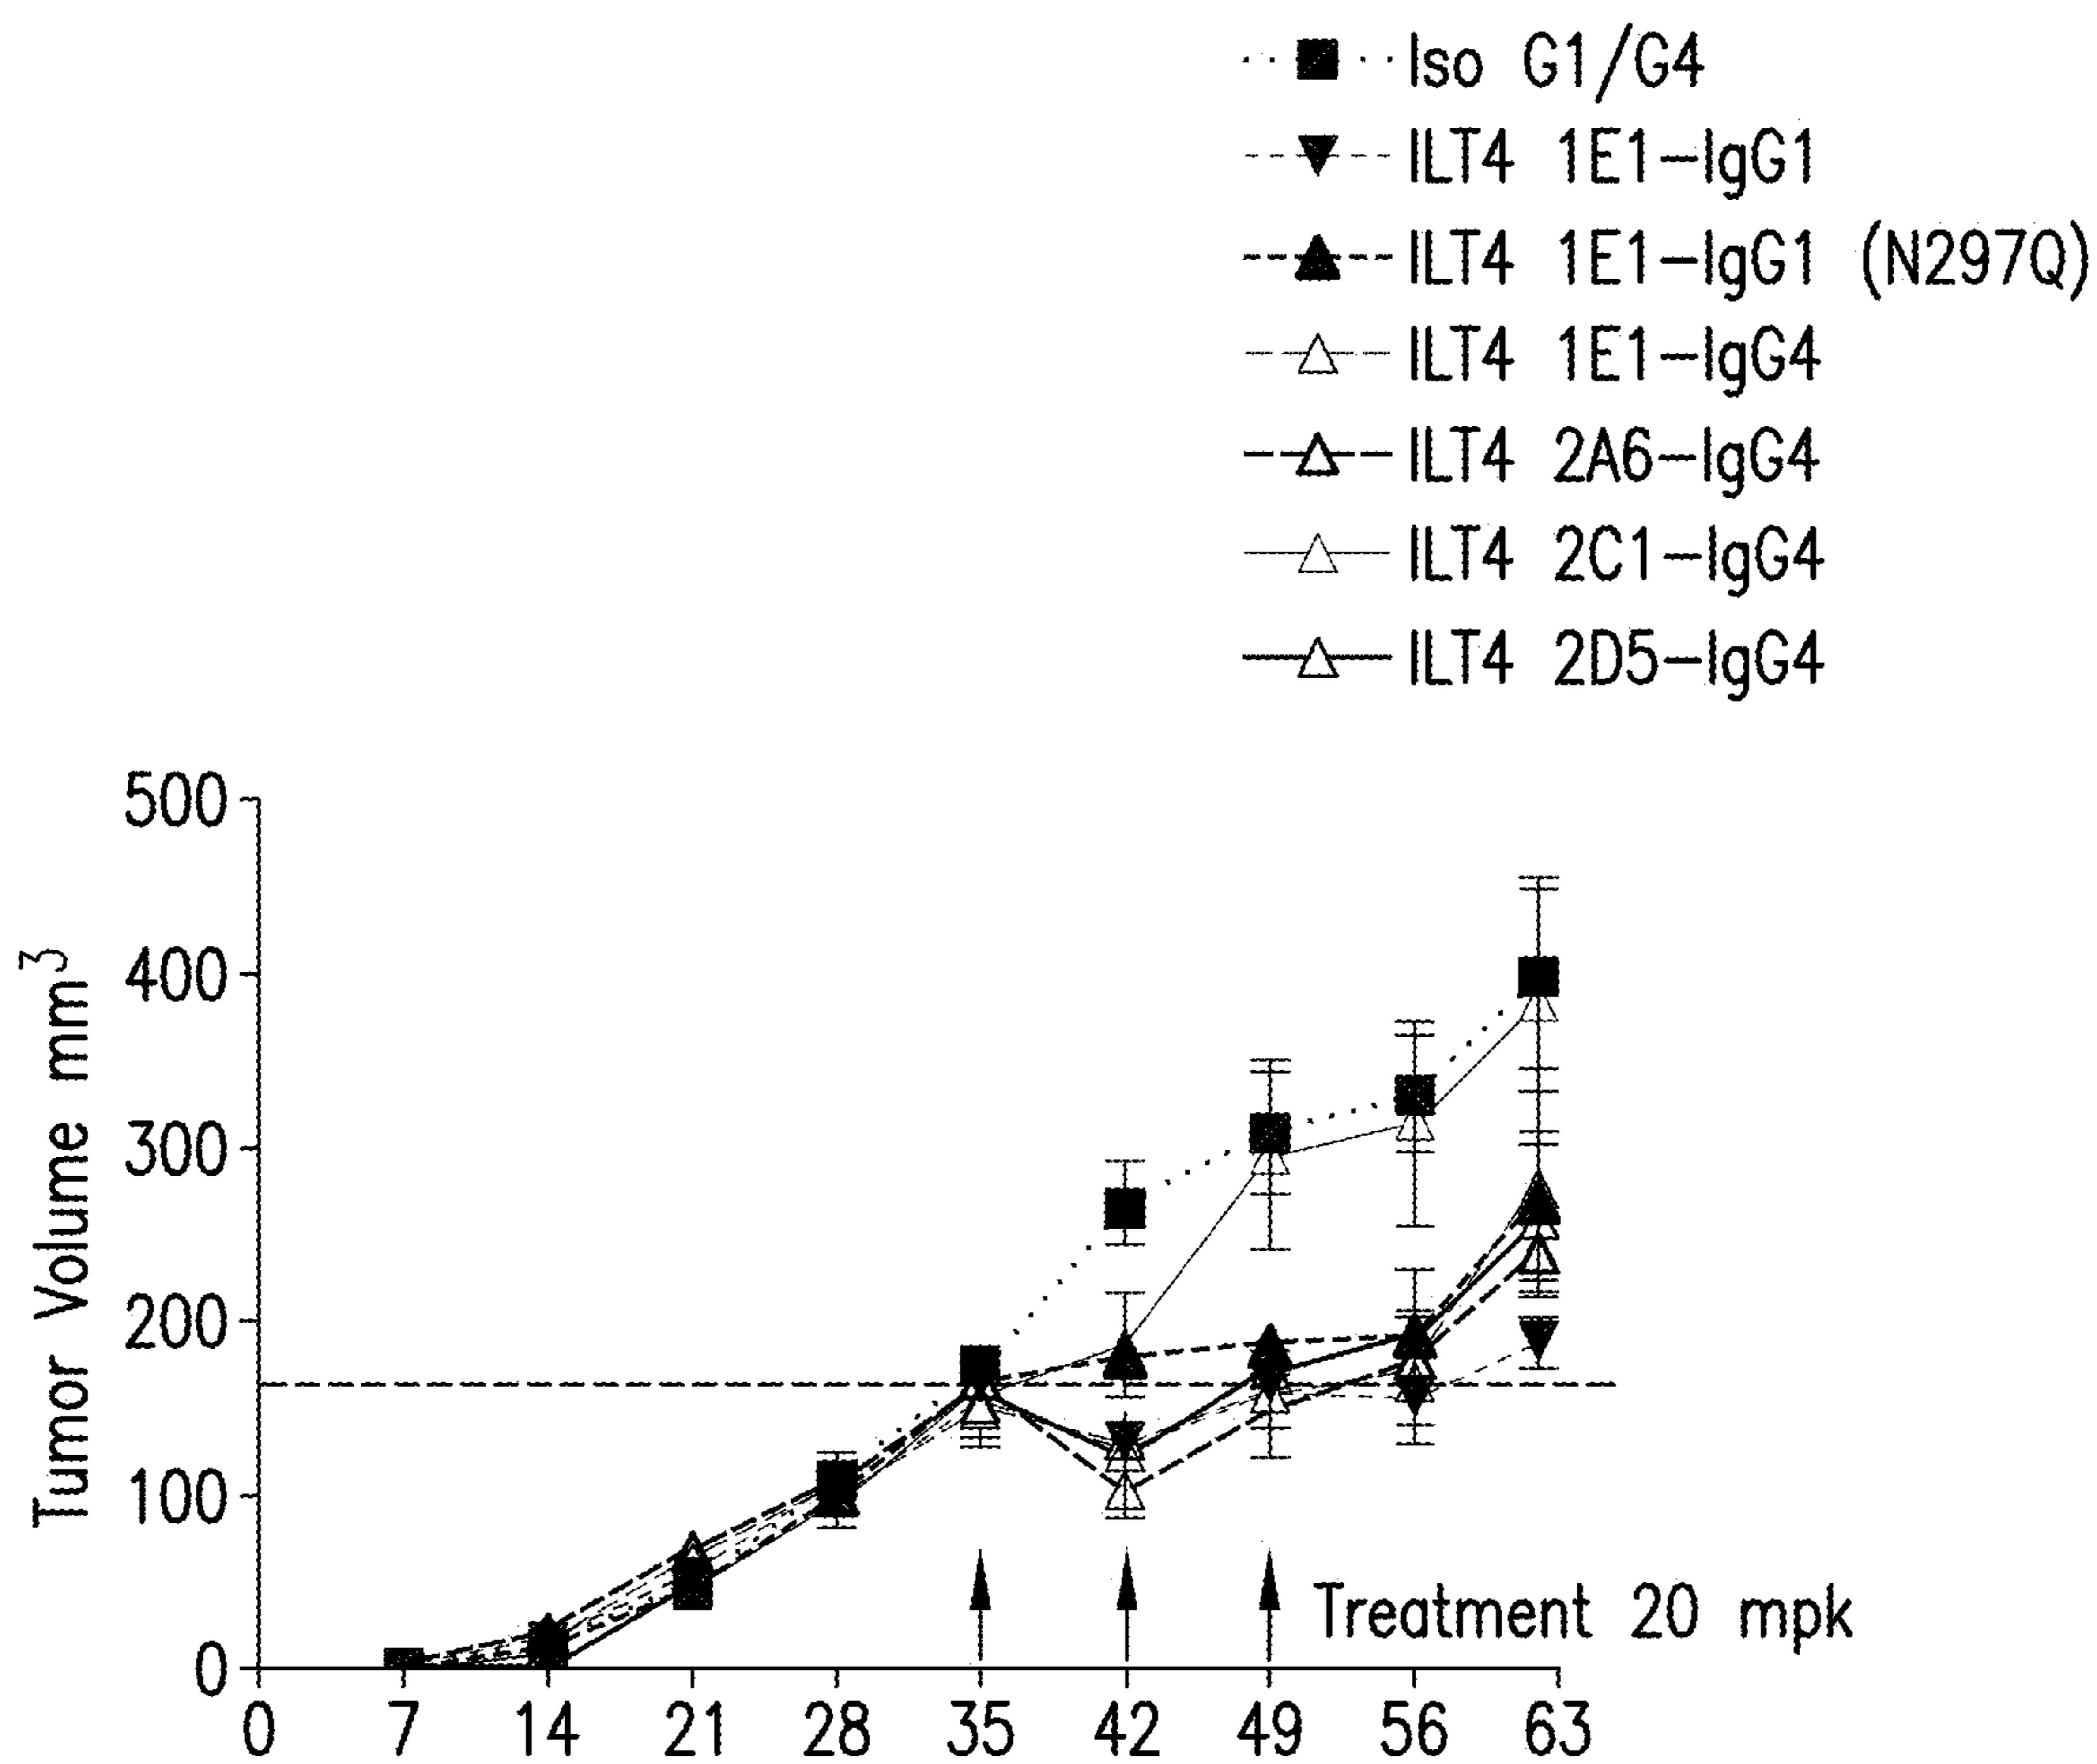 Iso G1/G4
ILT4 1E1-IgG1
ILT4 1E1-IgG1 (N297Q)
ILT4 1E1-IgG4
ILT4 2A6-IgG4
ILT4 2C1-IgG4
ILT4 2D5-IgG4
Tumor Volume mm³
500
400
300
200
100
0
Treatment 20 mpk
0 7 14 21 28 35 42 49 56 63